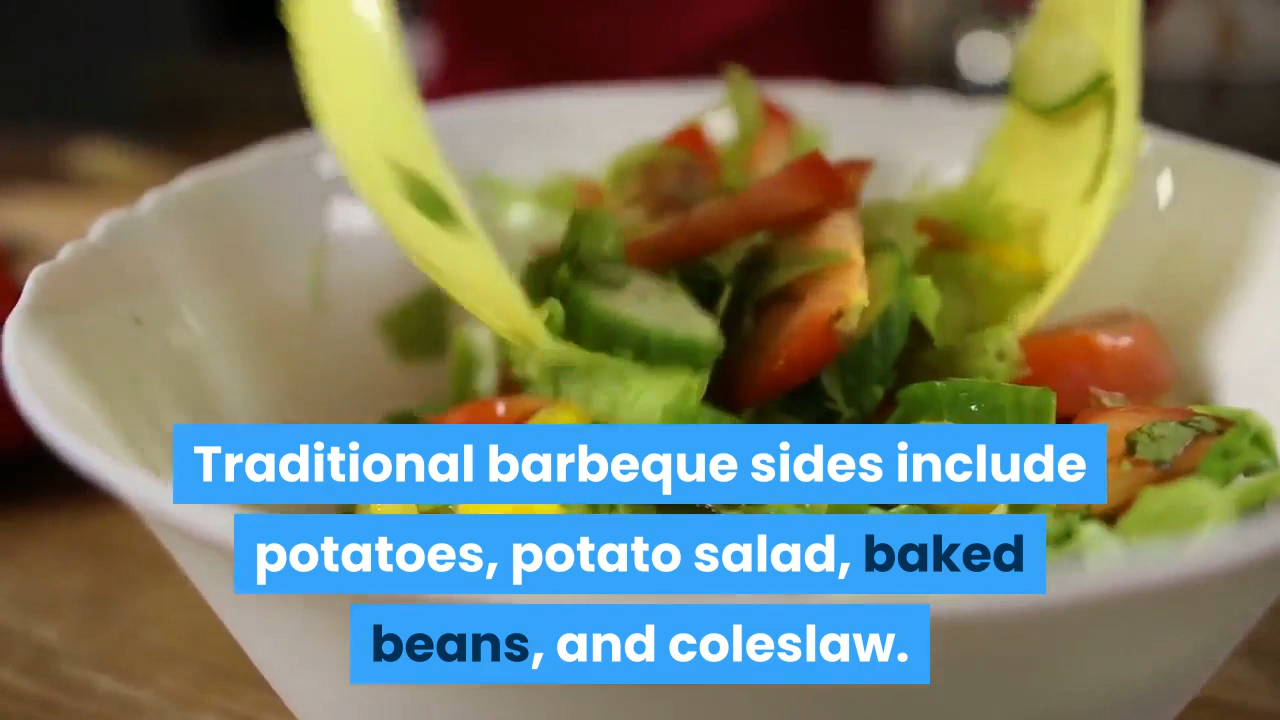 Traditional barbeque sides include
potatoes, potato salad, baked
beans, and coleslaw.